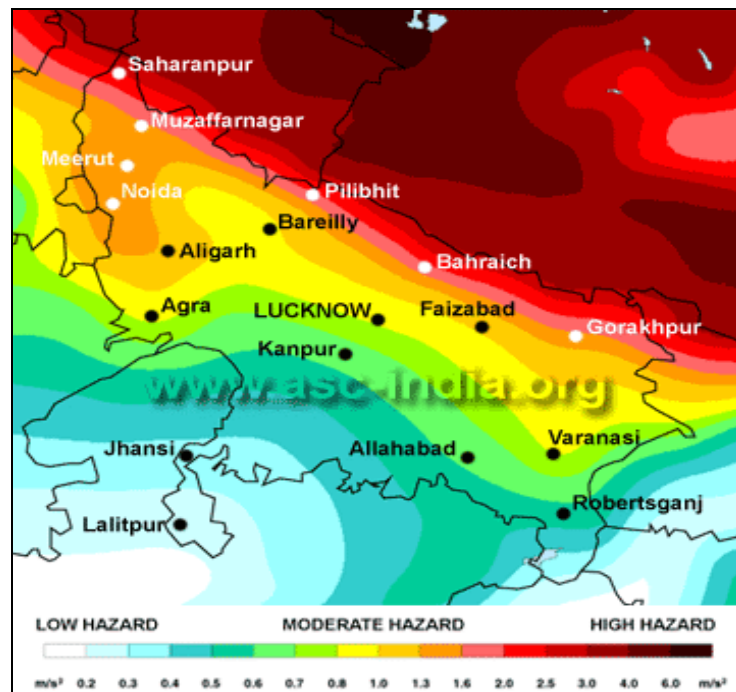 Saharanpur
Muzaffarnagar
Meerut
Noida
Pilibhit
Bareilly
Aligarh
Bahraich
Agra
LUCKNOW
Faizabad
Gorakhpur
Kanpur
www.asc-india.org
Jhansi
Allahabad
Varanasi
Robertsganj
Lalitpur
LOW HAZARD MODERATE HAZARD HIGH HAZARD
m/s² 0.2 0.3 0.4 0.5 0.6 0.7 0.8 1.0 1.3 1.6 2.0 2.5 3.0 4.0 6.0 m/s²